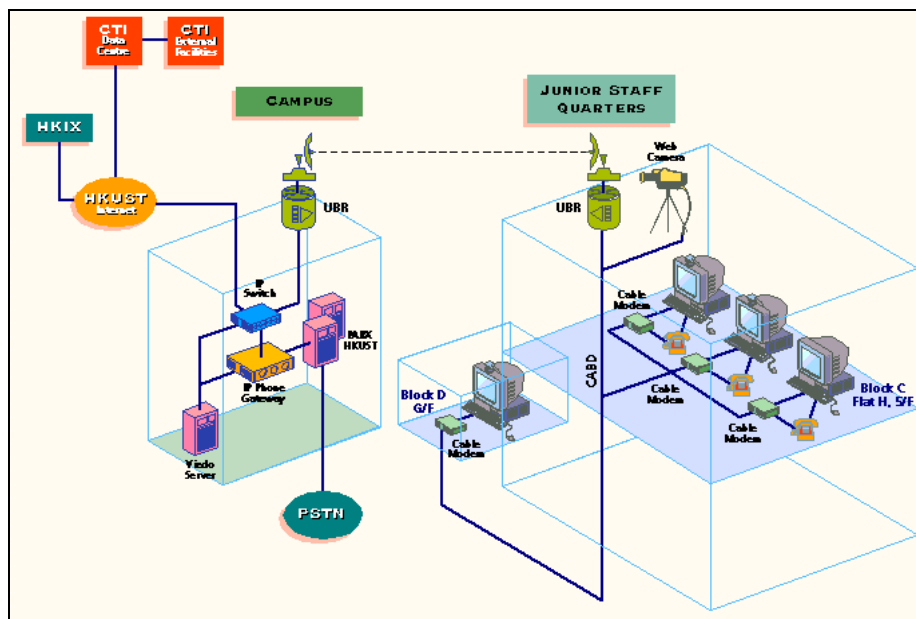 CTI
Data
Centre
CTI
External
Facilities
HKIX
CAMPUS
JUNIOR STAFF
QUARTERS
Web
Camera
HKUST
Internet
UBR
UBR
IP
Switch
PABX
HKUST
IP Phone
Gateway
Viedo
Server
PSTN
CABD
Cable
Modem
Cable
Modem
Cable
Modem
Block C
Flat H, 5/F
Block D
G/F
Cable
Modem